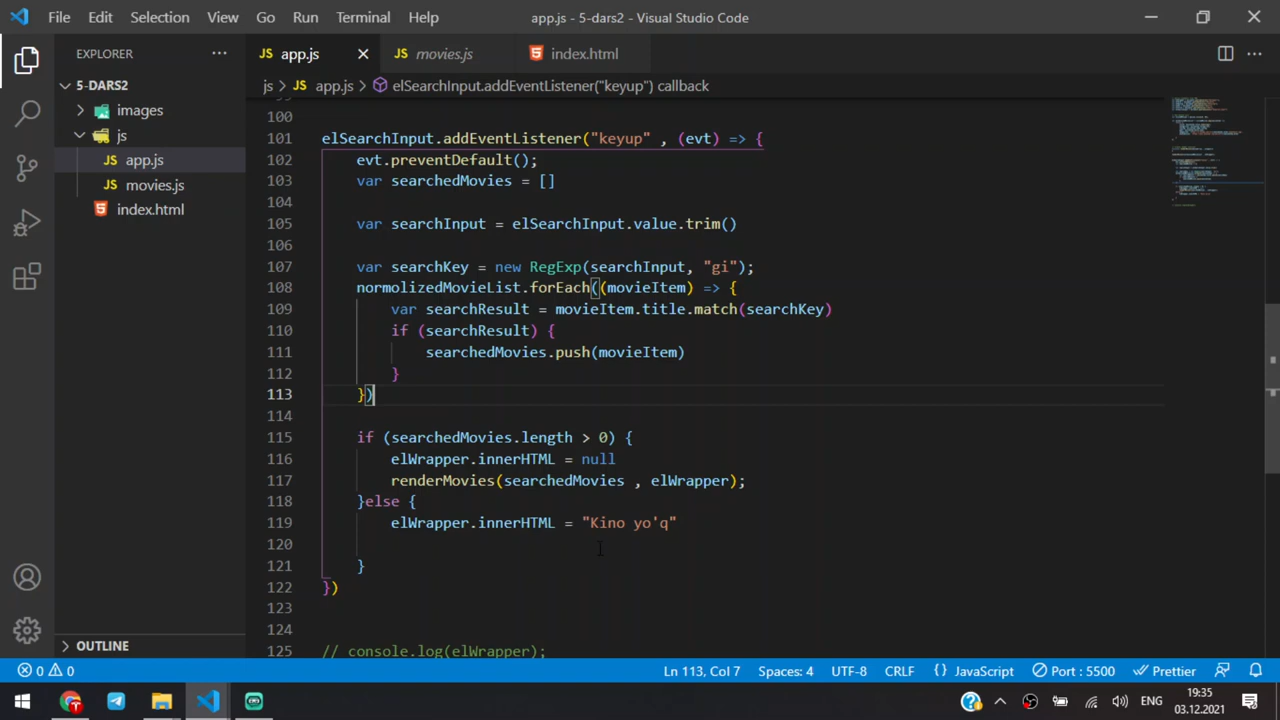 File Edit Selection View Go Run Terminal Help
app.js - 5-dars2 - Visual Studio Code
EXPLORER
JS app.js
JS movies.js
index.html
5-DARS2
js > JS app.js > elSearchInput.addEventListener("keyup") callback
images
js
JS app.js
JS movies.js
index.html
100
101 elSearchInput.addEventListener("keyup" , (evt) => {
102 evt.preventDefault();
103 var searchedMovies = []
104
105 var searchInput = elSearchInput.value.trim()
106
107 var searchKey = new RegExp(searchInput, "gi");
108 normolizedMovieList.forEach((movieItem) => {
109 var searchResult = movieItem.title.match(searchKey)
110 if (searchResult) {
111 searchedMovies.push(movieItem)
112 }
113 })
114
115 if (searchedMovies.length > 0) {
116 elWrapper.innerHTML = null
117 renderMovies(searchedMovies , elWrapper);
118 }else {
119 elWrapper.innerHTML = "Kino yo'q"
120
121 }
122 })
123
124
125 // console.log(elWrapper);
OUTLINE
0 0
Ln 113, Col 7 Spaces: 4 UTF-8 CRLF {} JavaScript Port : 5500 Prettier
ENG
19:35
03.12.2021